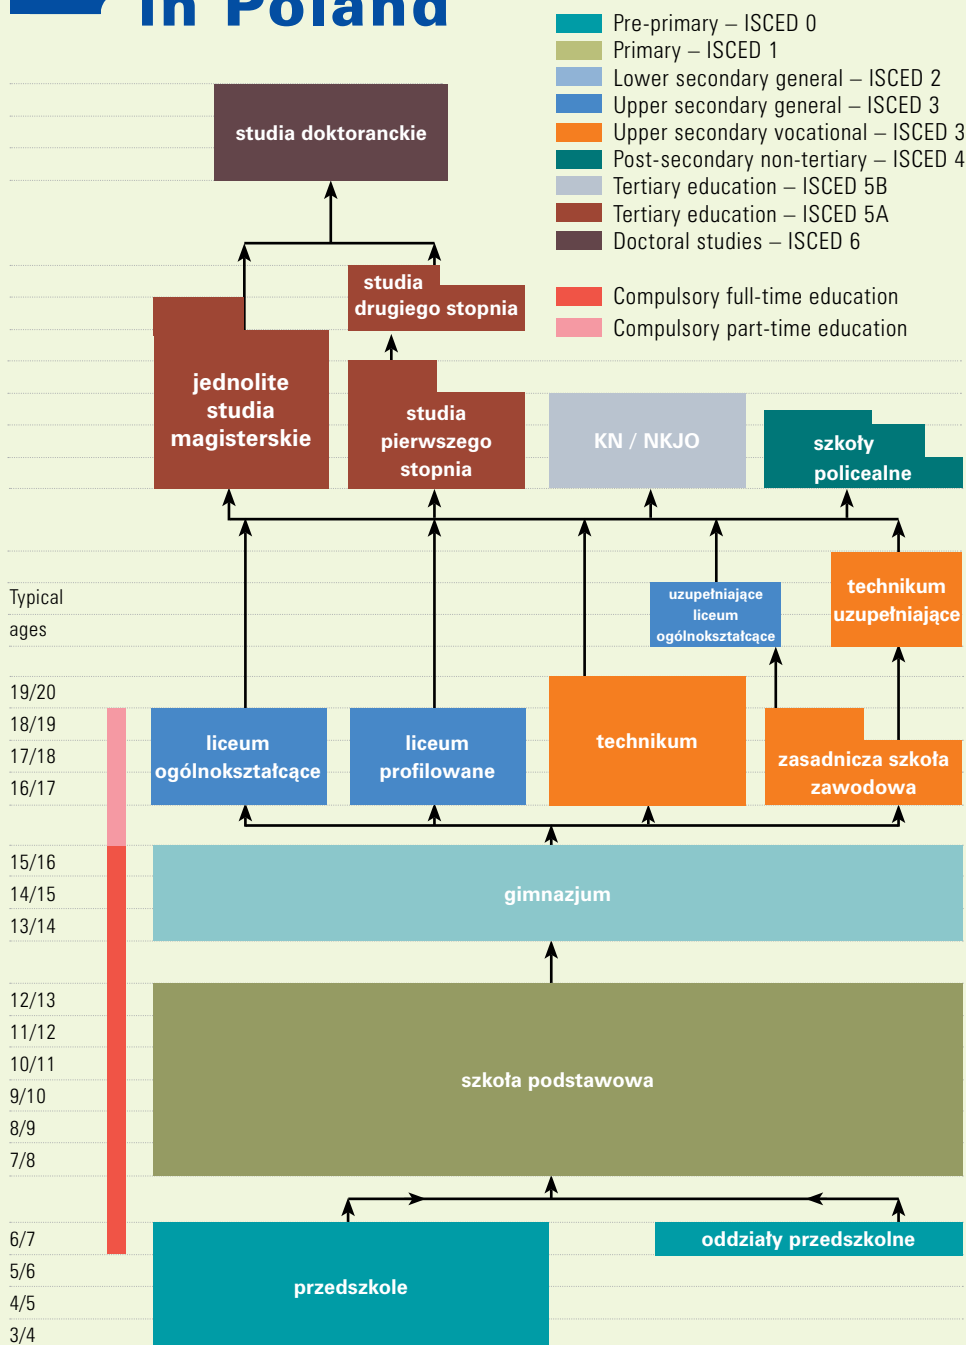 in Poland
Pre-primary – ISCED 0
Primary – ISCED 1
Lower secondary general – ISCED 2
Upper secondary general – ISCED 3
Upper secondary vocational – ISCED 3
Post-secondary non-tertiary – ISCED 4
Tertiary education – ISCED 5B
Tertiary education – ISCED 5A
Doctoral studies – ISCED 6
Compulsory full-time education
Compulsory part-time education
studia doktoranckie
studia
drugiego stopnia
jednolite
studia
magisterskie
studia
pierwszego
stopnia
KN / NKJO
szkoły
policealne
Typical
ages
uzupełniające
liceum
ogólnokształcące
technikum
uzupełniające
19/20
18/19
17/18
16/17
liceum
ogólnokształcące
liceum
profilowane
technikum
zasadnicza szkoła
zawodowa
15/16
14/15
13/14
gimnazjum
12/13
11/12
10/11
9/10
8/9
7/8
szkoła podstawowa
6/7
5/6
4/5
3/4
przedszkole
oddziały przedszkolne